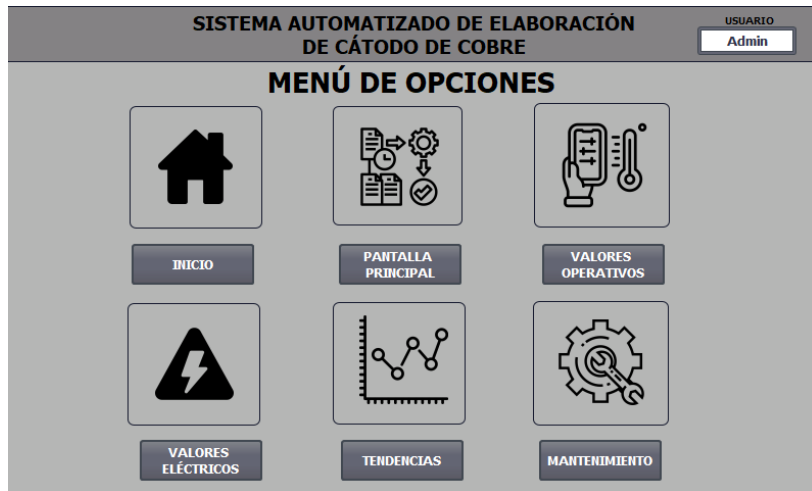 SISTEMA AUTOMATIZADO DE ELABORACIÓN
DE CÁTODO DE COBRE
USUARIO
Admin
MENÚ DE OPCIONES
INICIO
PANTALLA
PRINCIPAL
VALORES
OPERATIVOS
VALORES
ELÉCTRICOS
TENDENCIAS
MANTENIMIENTO